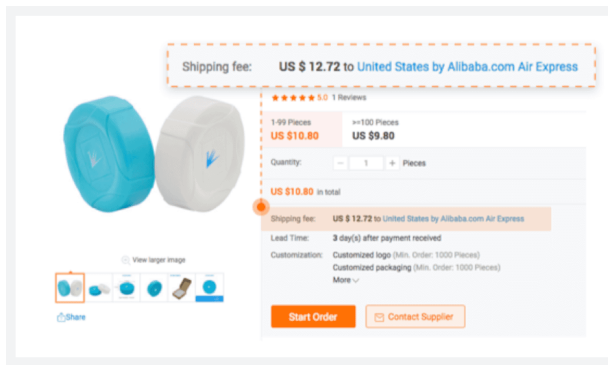 Shipping fee: US $ 12.72 to United States by Alibaba.com Air Express
5.0 1 Reviews
1-99 Pieces >=100 Pieces
US $10.80 US $9.80
Quantity: - 1 + Pieces
US $10.80 in total
Shipping fee: US $ 12.72 to United States by Alibaba.com Air Express
Lead Time: 3 day(s) after payment received
Customization: Customized logo (Min. Order: 1000 Pieces)
Customized packaging (Min. Order: 1000 Pieces)
More
View larger image
Share
Start Order Contact Supplier